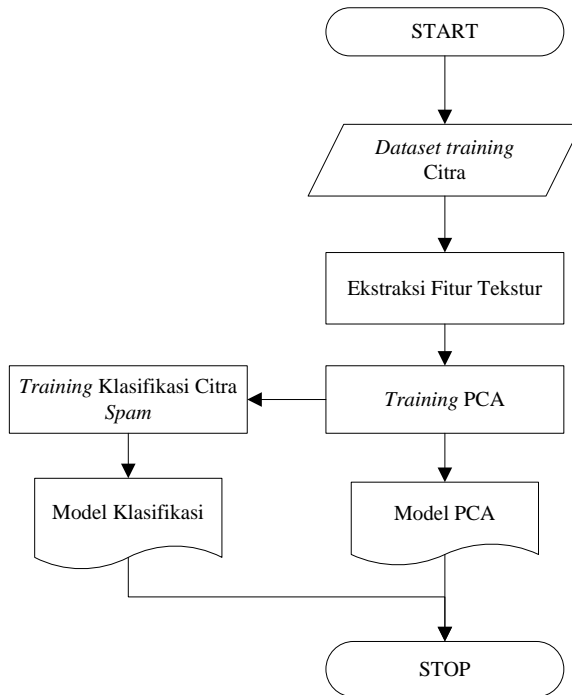 START
Dataset training
Citra
Ekstraksi Fitur Tekstur
Training Klasifikasi Citra
Spam
Training PCA
Model Klasifikasi
Model PCA
STOP